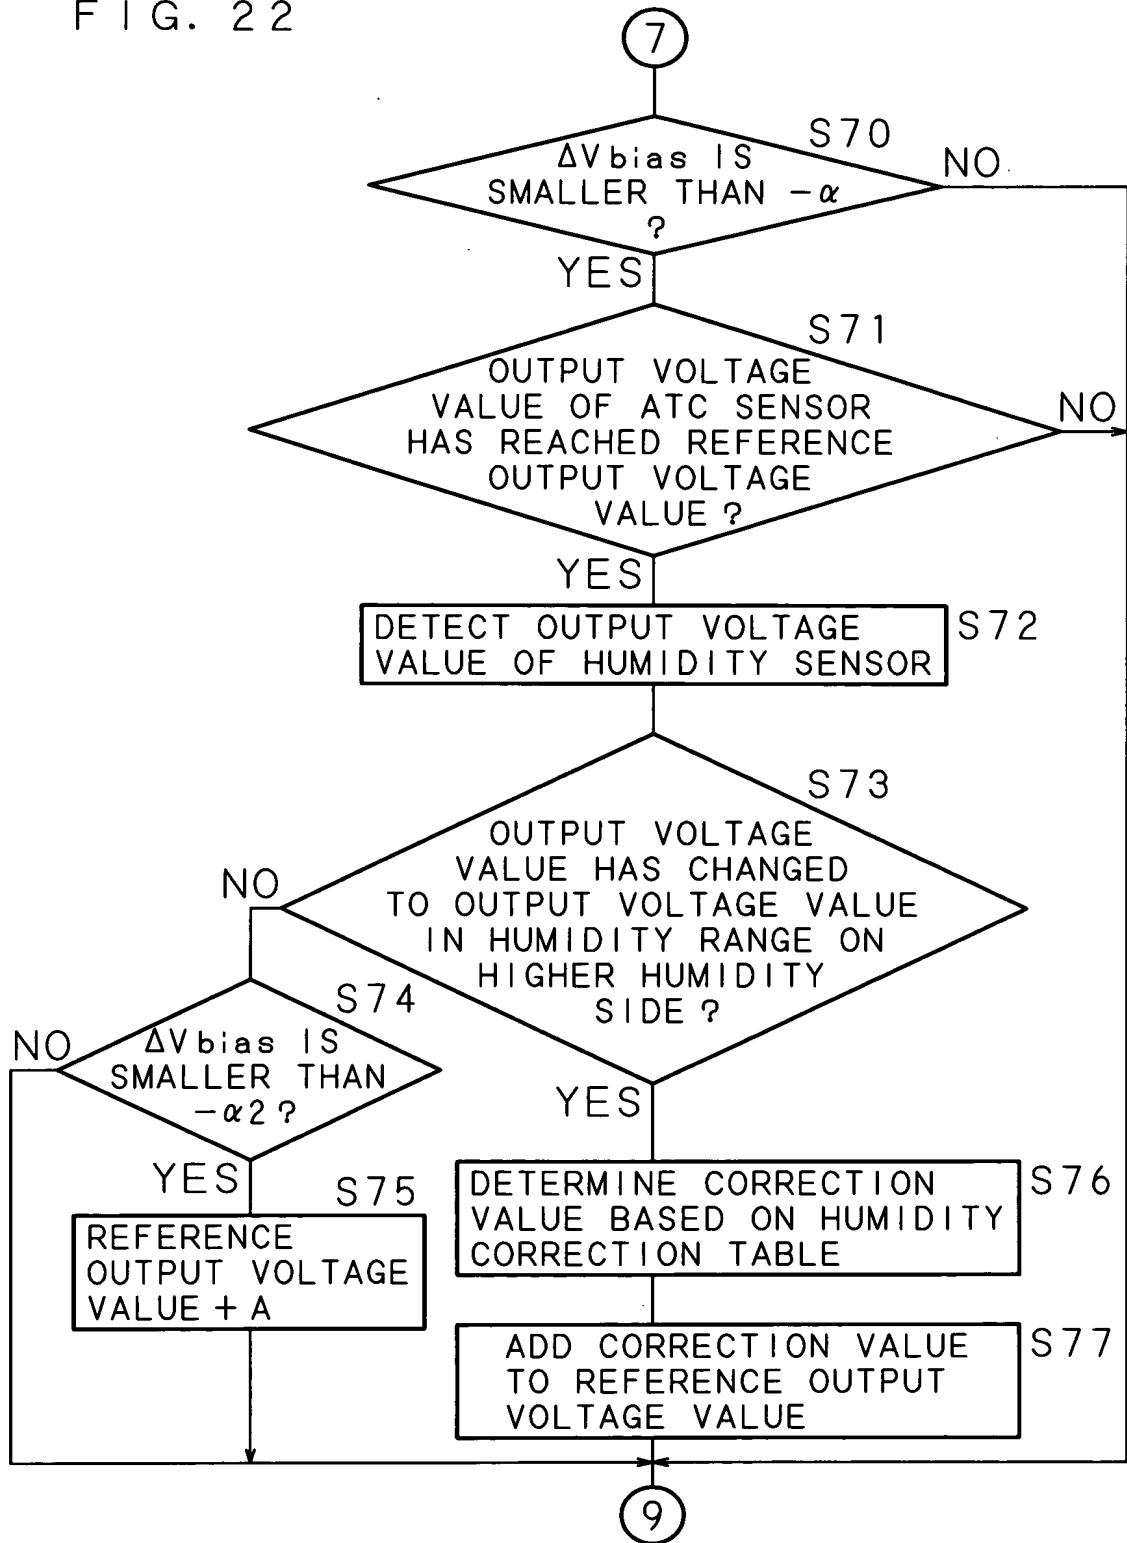 FIG. 22
7
S70
ΔVbias IS
SMALLER THAN -α
?
NO
YES
S71
OUTPUT VOLTAGE
VALUE OF ATC SENSOR
HAS REACHED REFERENCE
OUTPUT VOLTAGE
VALUE?
NO
YES
DETECT OUTPUT VOLTAGE
VALUE OF HUMIDITY SENSOR
S72
S73
OUTPUT VOLTAGE
VALUE HAS CHANGED
TO OUTPUT VOLTAGE VALUE
IN HUMIDITY RANGE ON
HIGHER HUMIDITY
SIDE?
NO
YES
S74
ΔVbias IS
SMALLER THAN
-α2?
NO
YES
S75
REFERENCE
OUTPUT VOLTAGE
VALUE+A
DETERMINE CORRECTION
VALUE BASED ON HUMIDITY
CORRECTION TABLE
S76
ADD CORRECTION VALUE
TO REFERENCE OUTPUT
VOLTAGE VALUE
S77
9